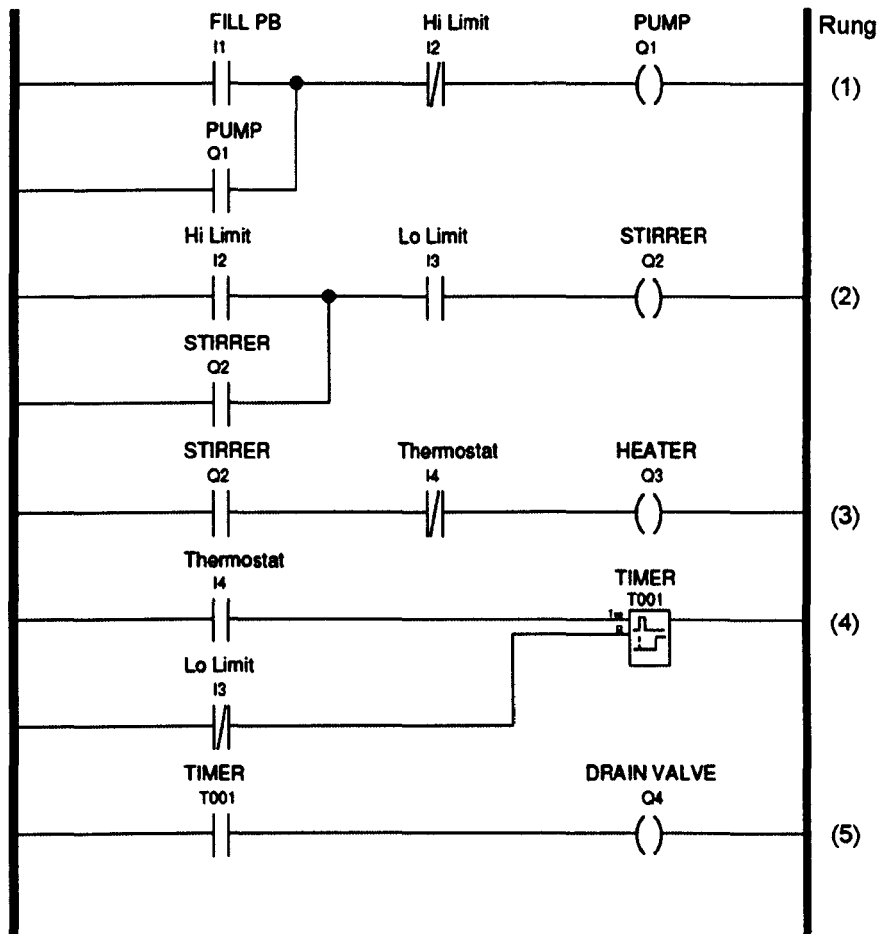 FILL PB
I1
Hi Limit
I2
PUMP
Q1
Rung
(1)
PUMP
Q1
Hi Limit
I2
Lo Limit
I3
STIRRER
Q2
(2)
STIRRER
Q2
STIRRER
Q2
Thermostat
I4
HEATER
Q3
(3)
Thermostat
I4
TIMER
T001
R
(4)
Lo Limit
I3
TIMER
T001
DRAIN VALVE
Q4
(5)